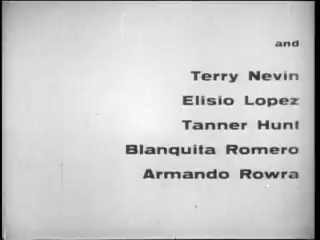 and
Terry Nevin
Elisio Lopez
Tanner Hunt
Blanquita Romero
Armando Rowra